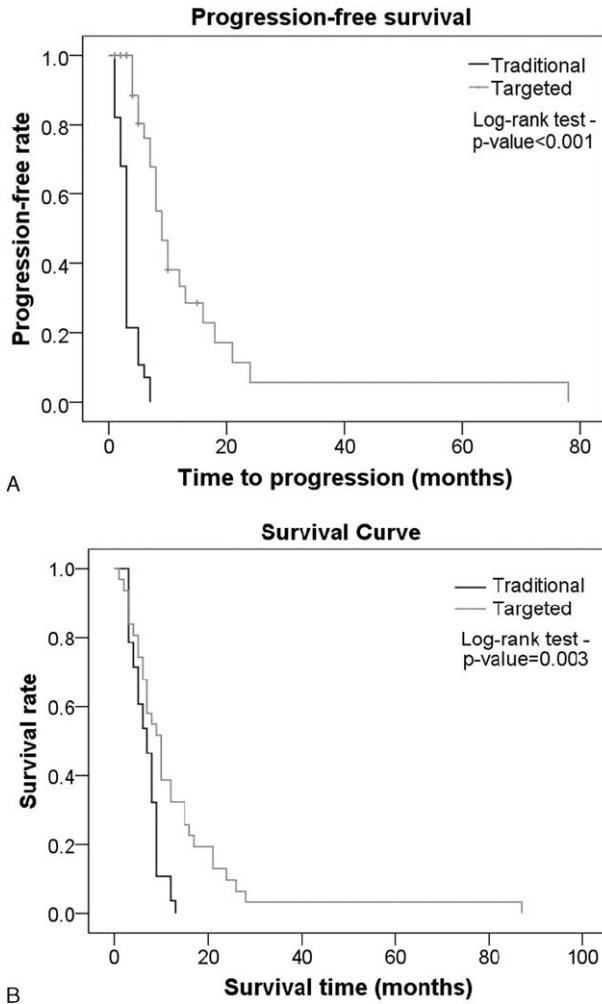 Progression-free survival
Traditional
Targeted
Log-rank test -
p-value<0.001
Progression-free rate
1.0
0.8
0.6
0.4
0.2
0.0
0 20 40 60 80
Time to progression (months)
A
Survival Curve
Traditional
Targeted
Log-rank test -
p-value=0.003
Survival rate
1.0
0.8
0.6
0.4
0.2
0.0
0 20 40 60 80 100
Survival time (months)
B